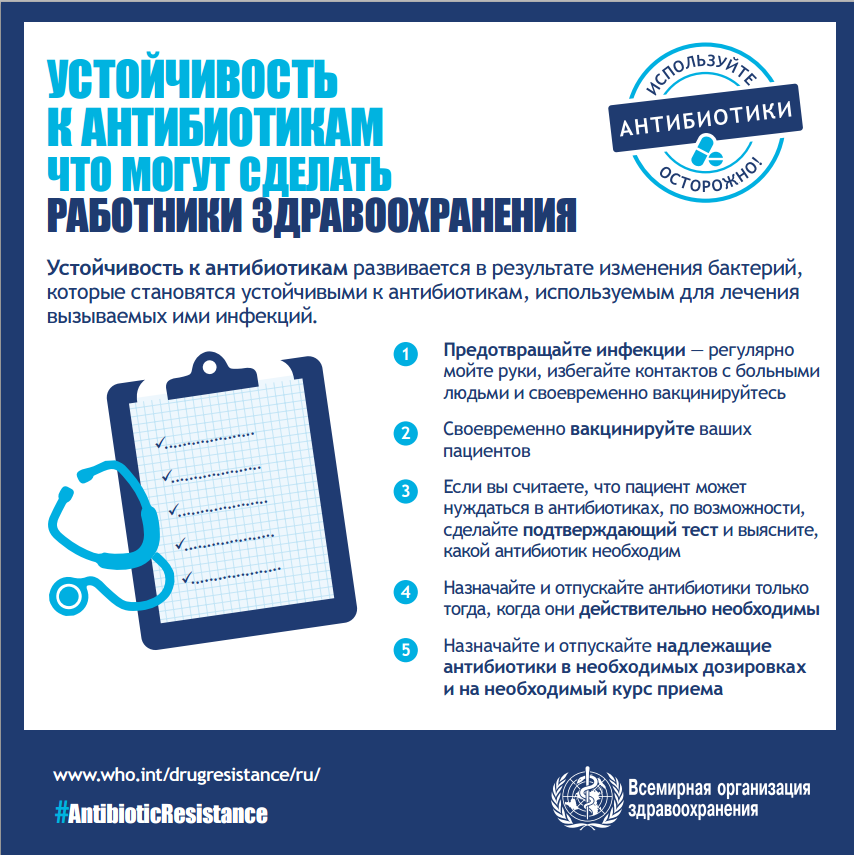 УСТОЙЧИВОСТЬ
К АНТИБИОТИКАМ
ЧТО МОГУТ СДЕЛАТЬ
РАБОТНИКИ ЗДРАВООХРАНЕНИЯ
ИСПОЛЬЗУЙТЕ
АНТИБИОТИКИ
ОСТОРОЖНО!
Устойчивость к антибиотикам развивается в результате изменения бактерий,
которые становятся устойчивыми к антибиотикам, используемым для лечения
вызываемых ими инфекций.
1 Предотвращайте инфекции — регулярно
мойте руки, избегайте контактов с больными
людьми и своевременно вакцинируйтесь
2 Своевременно вакцинируйте ваших
пациентов
3 Если вы считаете, что пациент может
нуждаться в антибиотиках, по возможности,
сделайте подтверждающий тест и выясните,
какой антибиотик необходим
4 Назначайте и отпускайте антибиотики только
тогда, когда они действительно необходимы
5 Назначайте и отпускайте надлежащие
антибиотики в необходимых дозировках
и на необходимый курс приема
www.who.int/drugresistance/ru/
#AntibioticResistance
Всемирная организация
здравоохранения